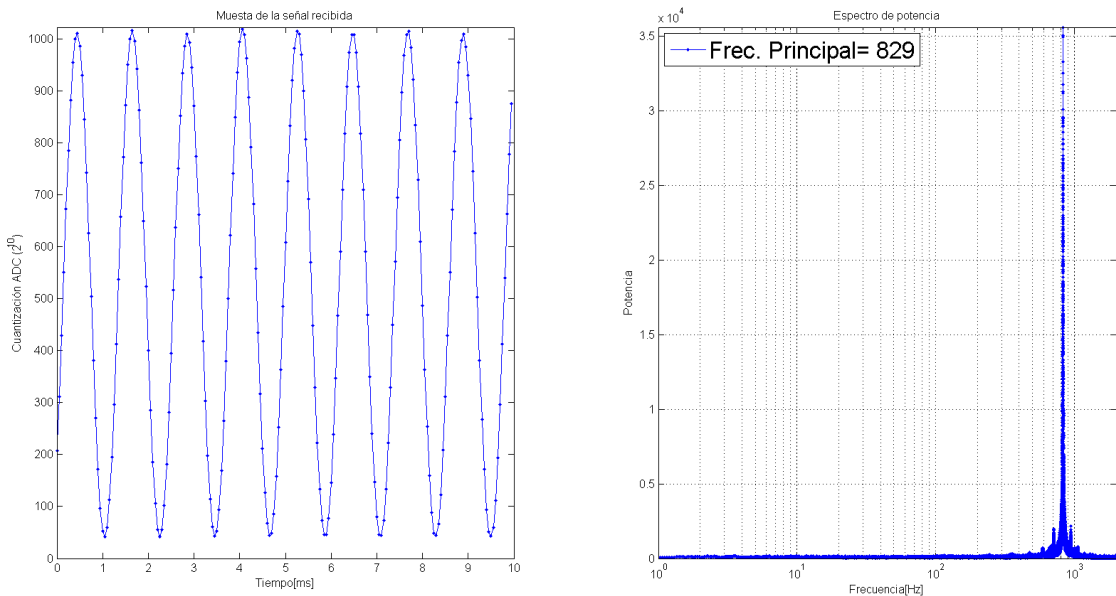 Muesta de la señal recibida
Cuantización ADC (2^10)
1000
900
800
700
600
500
400
300
200
100
0
0 1 2 3 4 5 6 7 8 9 10
Tiempo[ms]
Espectro de potencia
x 10^4
Frec. Principal= 829
Potencia
3.5
3
2.5
2
1.5
1
0.5
0
10^0 10^1 10^2 10^3
Frecuencia[Hz]